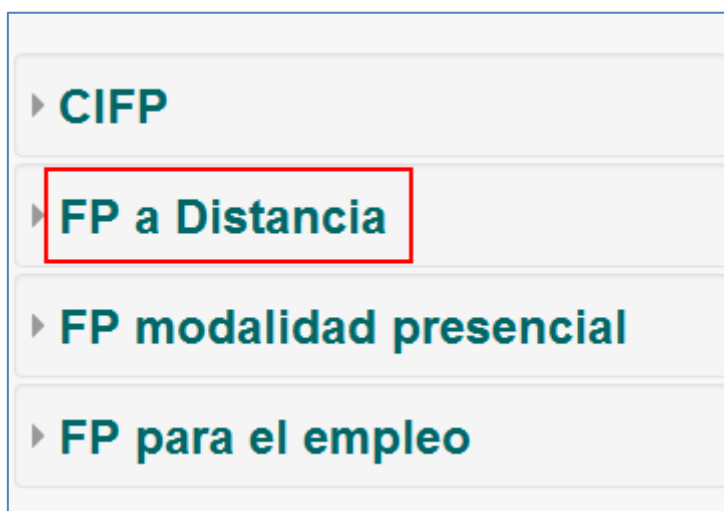 CIFP
FP a Distancia
FP modalidad presencial
FP para el empleo